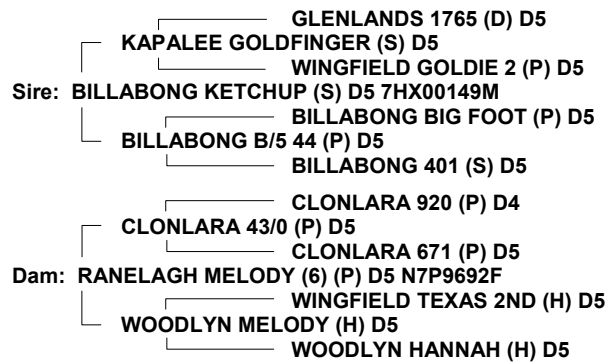 GLENLANDS 1765 (D) D5
KAPALEE GOLDFINGER (S) D5
WINGFIELD GOLDIE 2 (P) D5
Sire: BILLABONG KETCHUP (S) D5 7HX00149M
BILLABONG BIG FOOT (P) D5
BILLABONG B/5 44 (P) D5
BILLABONG 401 (S) D5
CLONLARA 920 (P) D4
CLONLARA 43/0 (P) D5
CLONLARA 671 (P) D5
Dam: RANELAGH MELODY (6) (P) D5 N7P9692F
WINGFIELD TEXAS 2ND (H) D5
WOODLYN MELODY (H) D5
WOODLYN HANNAH (H) D5